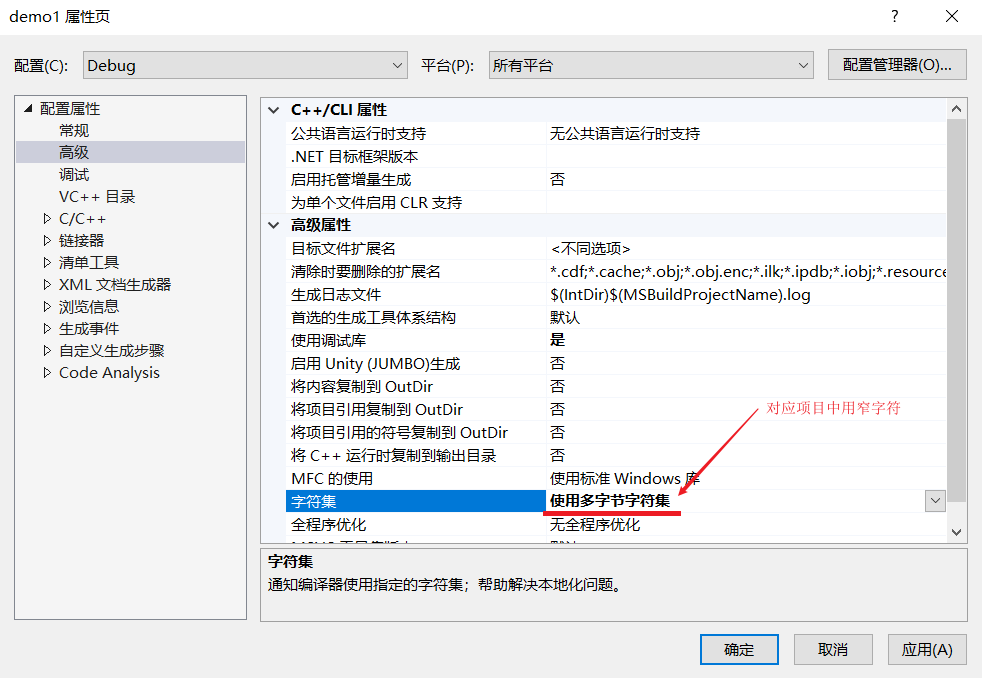 demo1 属性页
?
配置(C): Debug 平台(P): 所有平台 配置管理器(O)...
配置属性
常规
高级
调试
VC++ 目录
C/C++
链接器
清单工具
XML 文档生成器
浏览信息
生成事件
自定义生成步骤
Code Analysis
C++/CLI 属性
公共语言运行时支持 无公共语言运行时支持
.NET 目标框架版本
启用托管增量生成 否
为单个文件启用 CLR 支持
高级属性
目标文件扩展名 <不同选项>
清除时要删除的扩展名 *.cdf;*.cache;*.obj;*.obj.enc;*.ilk;*.ipdb;*.iobj;*.resource
生成日志文件 $(IntDir)$(MSBuildProjectName).log
首选的生成工具体系结构 默认
使用调试库 是
启用 Unity (JUMBO)生成 否
将内容复制到 OutDir 否
将项目引用复制到 OutDir 否
将项目引用的符号复制到 OutDir 否
将 C++ 运行时复制到输出目录 否
MFC 的使用 使用标准 Windows 库
字符集 使用多字节字符集
全程序优化 无全程序优化
对应项目中用窄字符
字符集
通知编译器使用指定的字符集；帮助解决本地化问题。
确定 取消 应用(A)